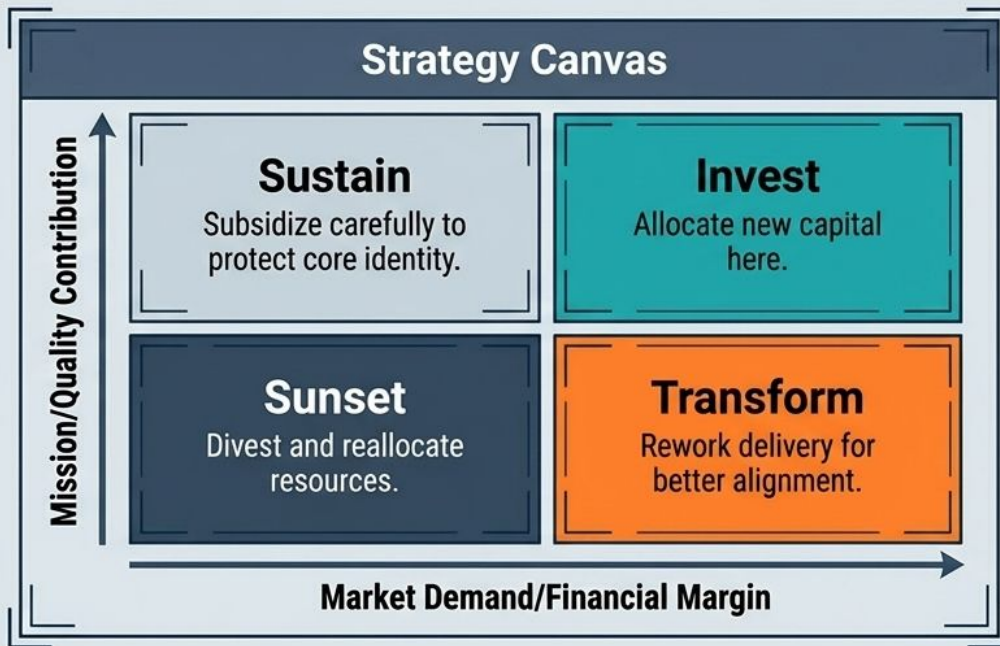 Strategy Canvas
Mission/Quality Contribution
Sustain
Subsidize carefully to
protect core identity.
Invest
Allocate new capital
here.
Sunset
Divest and reallocate
resources.
Transform
Rework delivery for
better alignment.
Market Demand/Financial Margin